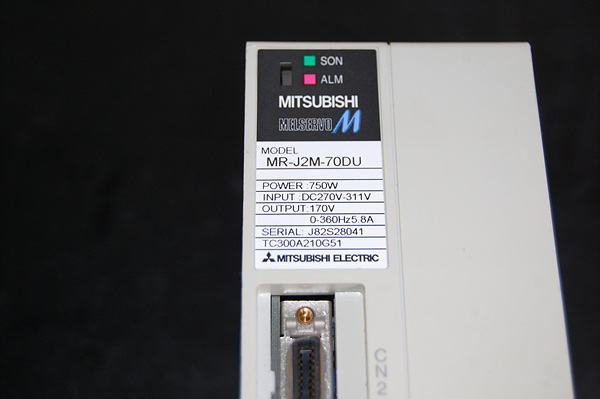 SON
ALM
MITSUBISHI
MELSERVO M
MODEL
MR-J2M-70DU
POWER :750W
INPUT :DC270V-311V
OUTPUT:170V
0-360Hz5.8A
SERIAL: J82S28041
TC300A210G51
MITSUBISHI ELECTRIC
CN2